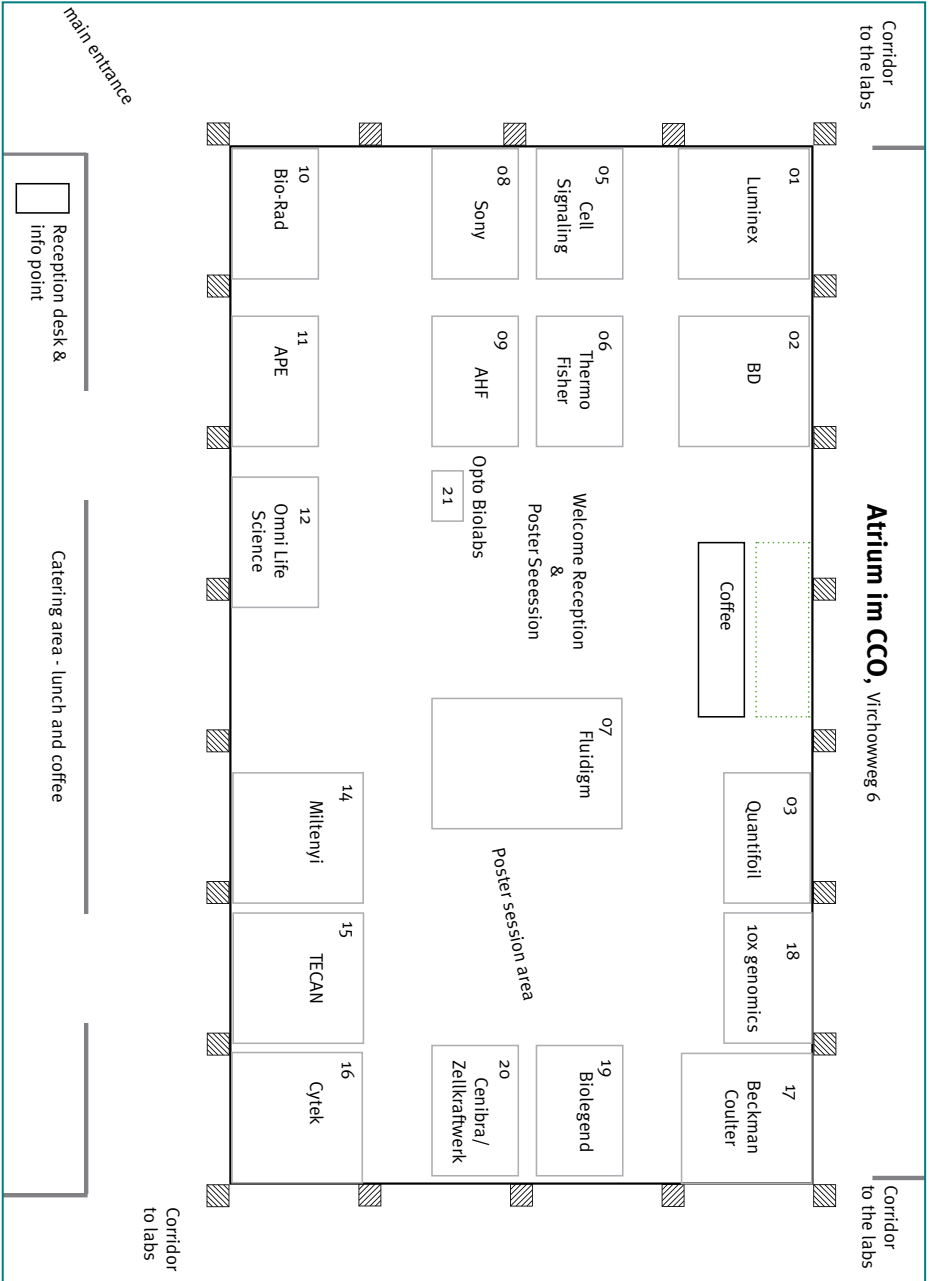 Atrium im CCO, Virchowweg 6
Corridor
to the labs
Corridor
to the labs
01
Luminex
02
BD
Coffee
03
Quantifoil
18
10x genomics
17
Beckman
Coulter
05
Cell
Signaling
06
Thermo
Fisher
Welcome Reception
&
Poster Seeession
07
Fluidigm
Poster session area
19
Biolegend
08
Sony
09
AHF
Opto Biolabs
21
20
Cenibra/
Zellkraftwerk
10
Bio-Rad
11
APE
12
Omni Life
Science
14
Miltenyi
15
TECAN
16
Cytek
main entrance
Corridor
to labs
Reception desk &
info point
Catering area - lunch and coffee